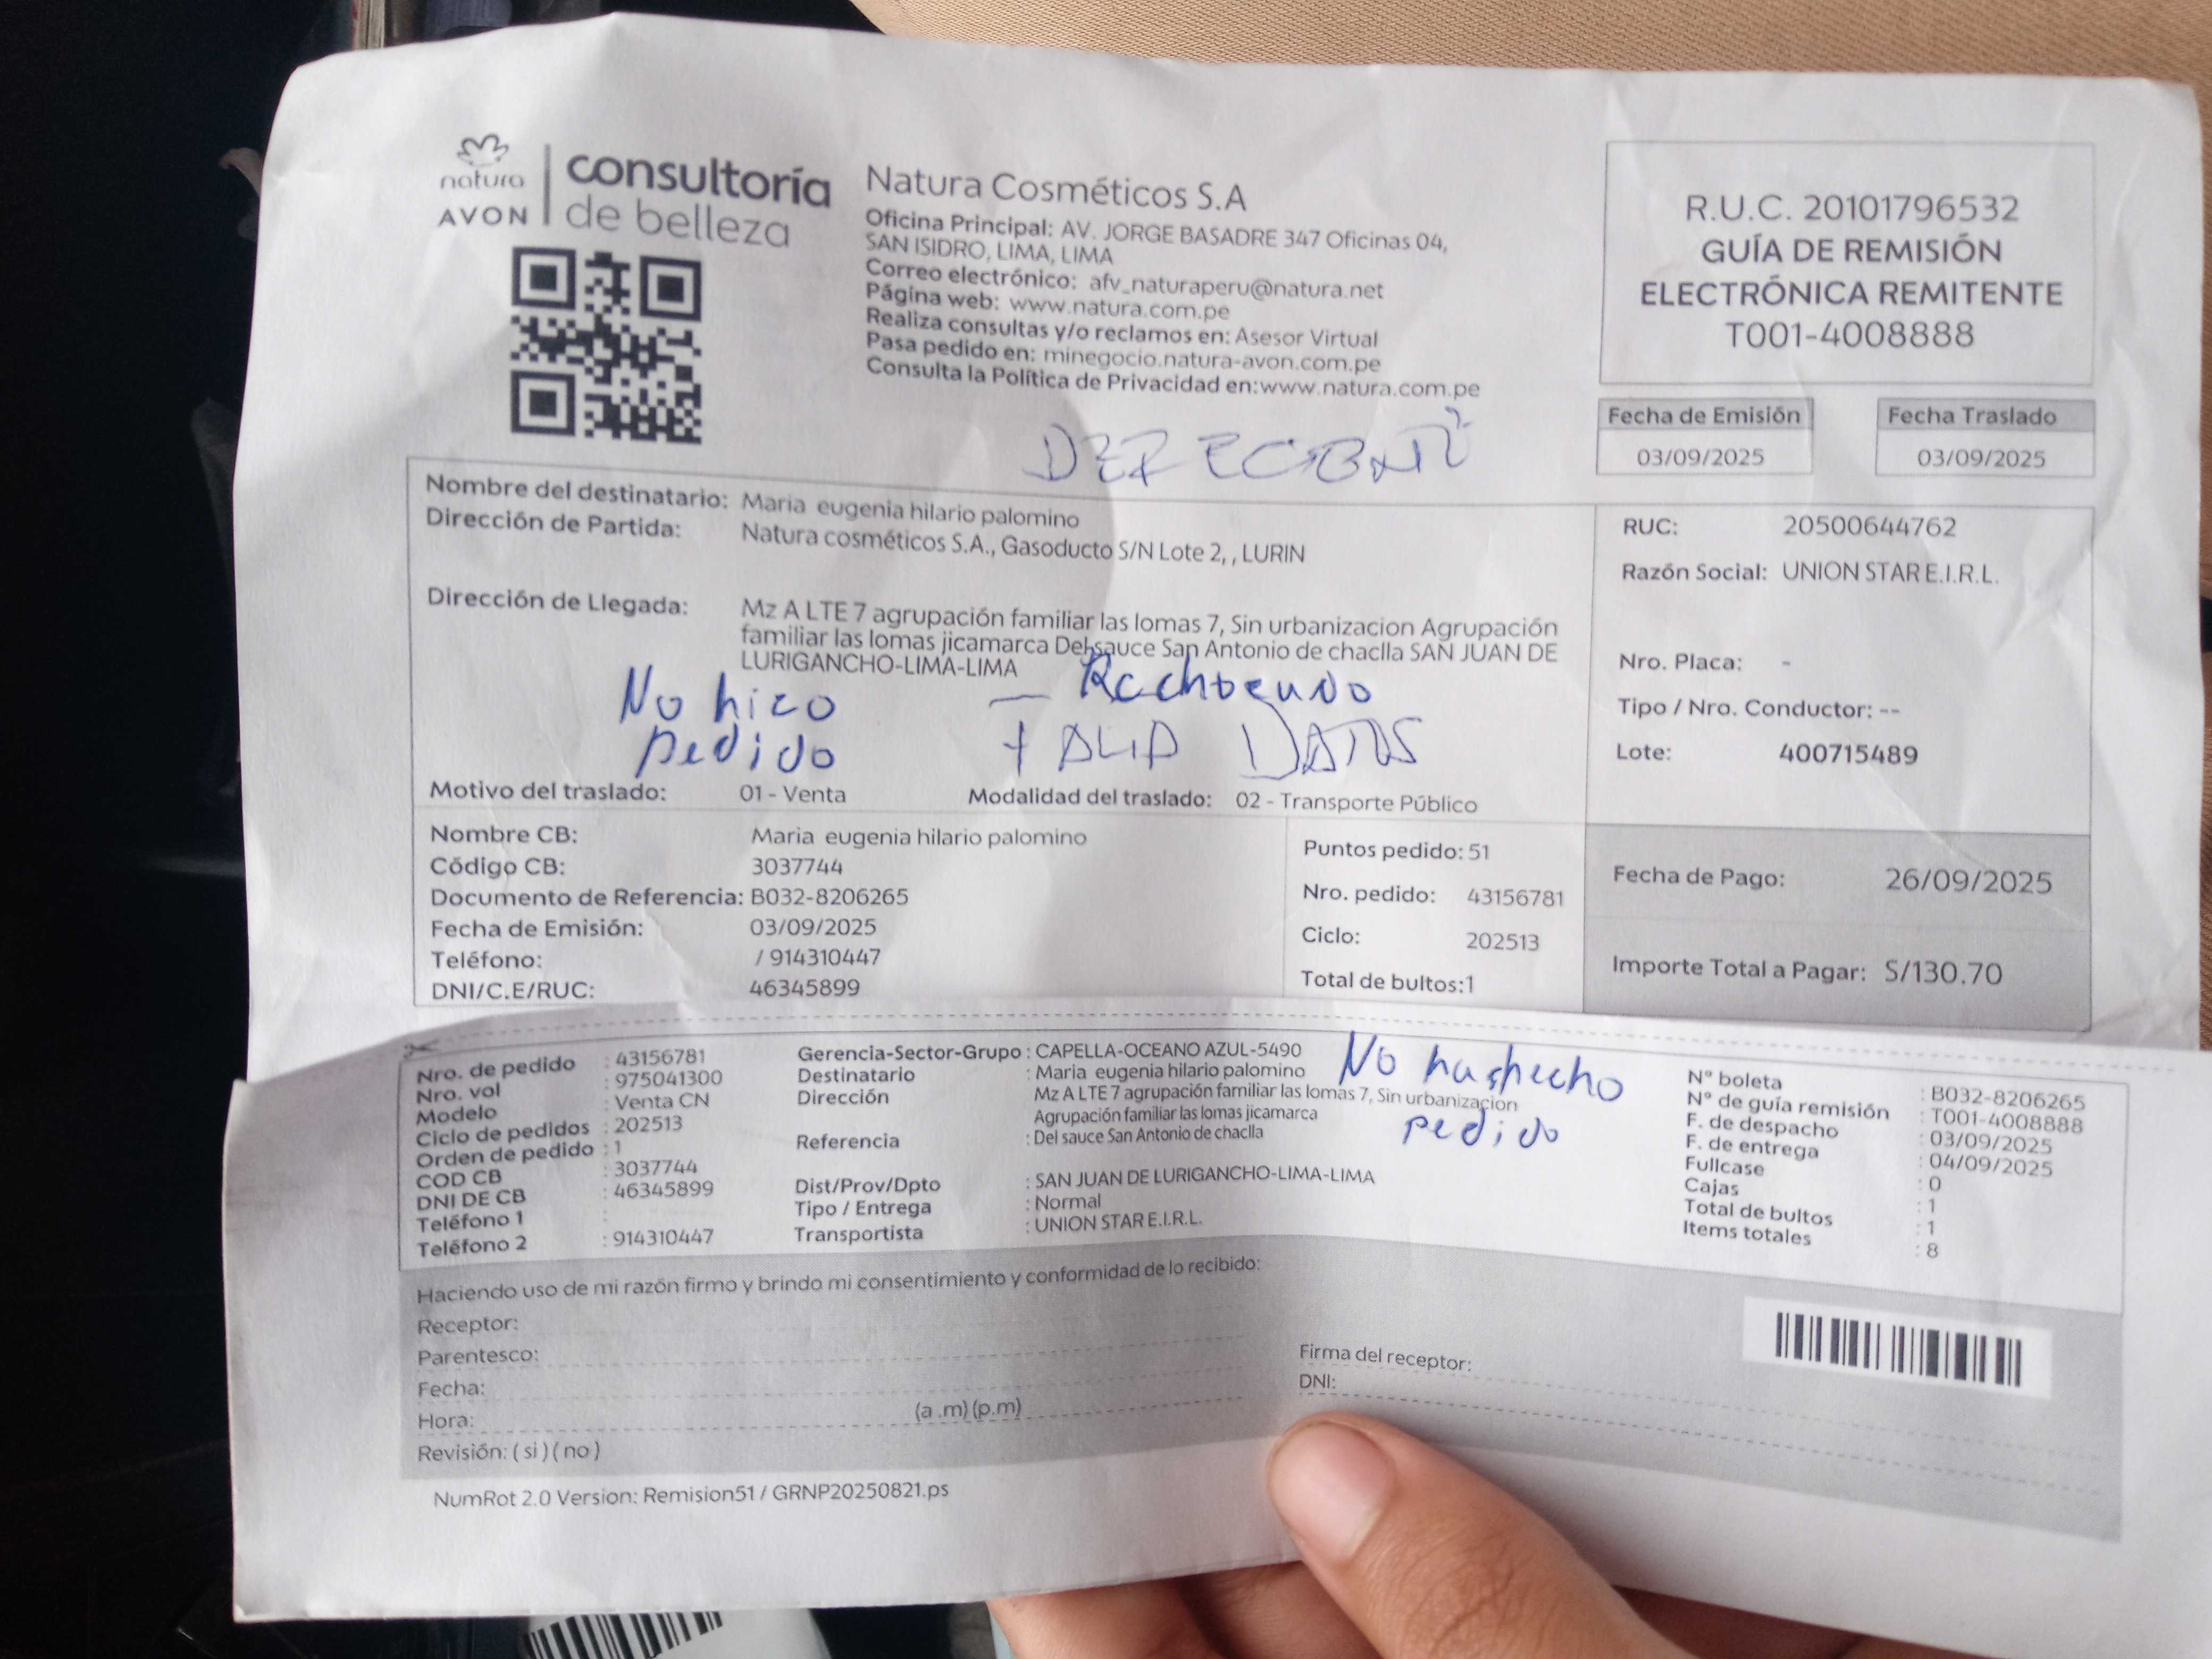 natura
AVON
consultoría
de belleza
Natura Cosméticos S.A
Oficina Principal: AV. JORGE BASADRE 347 Oficinas 04,
SAN ISIDRO, LIMA, LIMA
Correo electrónico: afv_naturaperu@natura.net
Página web: www.natura.com.pe
Realiza consultas y/o reclamos en: Asesor Virtual
Pasa pedido en: minegocio.natura-avon.com.pe
Consulta la Política de Privacidad en:www.natura.com.pe
R.U.C. 20101796532
GUÍA DE REMISIÓN
ELECTRÓNICA REMITENTE
T001-4008888
Fecha de Emisión
03/09/2025
Fecha Traslado
03/09/2025
Nombre del destinatario: Maria eugenia hilario palomino
Dirección de Partida: Natura cosméticos S.A., Gasoducto S/N Lote 2, , LURIN
Dirección de Llegada: Mz A LTE 7 agrupación familiar las lomas 7, Sin urbanizacion Agrupación
familiar las lomas jicamarca Del sauce San Antonio de chaclla SAN JUAN DE
LURIGANCHO-LIMA-LIMA
No hizo
pedido
DATOS
RUC: 20500644762
Razón Social: UNION STAR E.I.R.L.
Nro. Placa: -
Tipo / Nro. Conductor: --
Lote: 400715489
Motivo del traslado: 01 - Venta
Modalidad del traslado: 02 - Transporte Público
Nombre CB: Maria eugenia hilario palomino
Código CB: 3037744
Documento de Referencia: B032-8206265
Fecha de Emisión: 03/09/2025
Teléfono: / 914310447
DNI/C.E/RUC: 46345899
Puntos pedido: 51
Nro. pedido: 43156781
Ciclo: 202513
Total de bultos:1
Fecha de Pago: 26/09/2025
Importe Total a Pagar: S/130.70
Nro. de pedido : 43156781
Nro. vol : 975041300
Modelo : Venta CN
Ciclo de pedidos : 202513
Orden de pedido : 1
COD CB : 3037744
DNI DE CB : 46345899
Teléfono 1 :
Teléfono 2 : 914310447
Gerencia-Sector-Grupo : CAPELLA-OCEANO AZUL-5490
Destinatario : Maria eugenia hilario palomino
Dirección Mz A LTE 7 agrupación familiar las lomas 7, Sin urbanizacion
Agrupación familiar las lomas jicamarca
Referencia : Del sauce San Antonio de chaclla
Dist/Prov/Dpto : SAN JUAN DE LURIGANCHO-LIMA-LIMA
Tipo / Entrega : Normal
Transportista : UNION STAR E.I.R.L.
No has hecho
pedido
N° boleta : B032-8206265
N° de guía remisión : T001-4008888
F. de despacho : 03/09/2025
F. de entrega : 04/09/2025
Fullcase : 0
Cajas : 1
Total de bultos : 1
Items totales : 8
Haciendo uso de mi razón firmo y brindo mi consentimiento y conformidad de lo recibido:
Receptor:
Parentesco:
Fecha:
Hora: (a .m) (p.m)
Revisión: ( si ) ( no )
Firma del receptor:
DNI:
NumRot 2.0 Version: Remision51 / GRNP20250821.ps